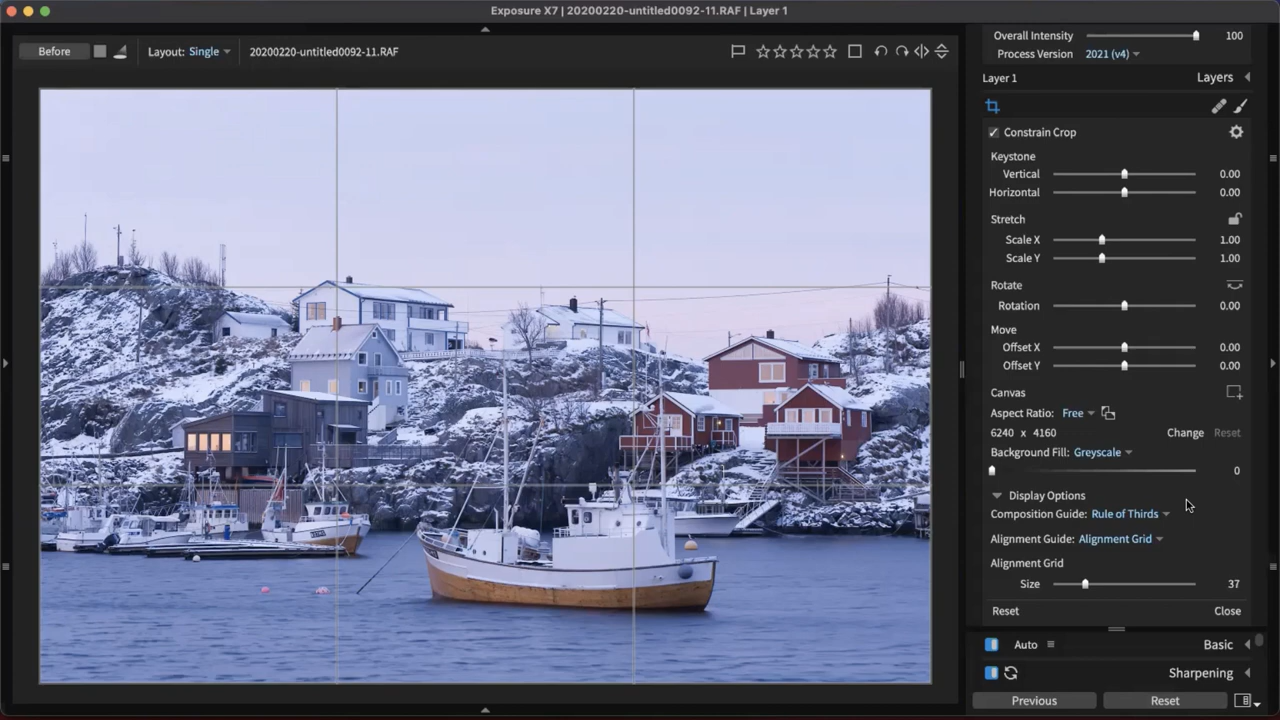 Exposure X7 | 20200220-untitled0092-11.RAF | Layer 1
Before Layout: Single 20200220-untitled0092-11.RAF
Overall Intensity 100
Process Version 2021 (v4)
Layer 1 Layers
Constrain Crop
Keystone
Vertical 0.00
Horizontal 0.00
Stretch
Scale X 1.00
Scale Y 1.00
Rotate
Rotation 0.00
Move
Offset X 0.00
Offset Y 0.00
Canvas
Aspect Ratio: Free
6240 x 4160 Change Reset
Background Fill: Greyscale
0
Display Options
Composition Guide: Rule of Thirds
Alignment Guide: Alignment Grid
Alignment Grid
Size 37
Reset Close
Auto Basic
Sharpening
Previous Reset